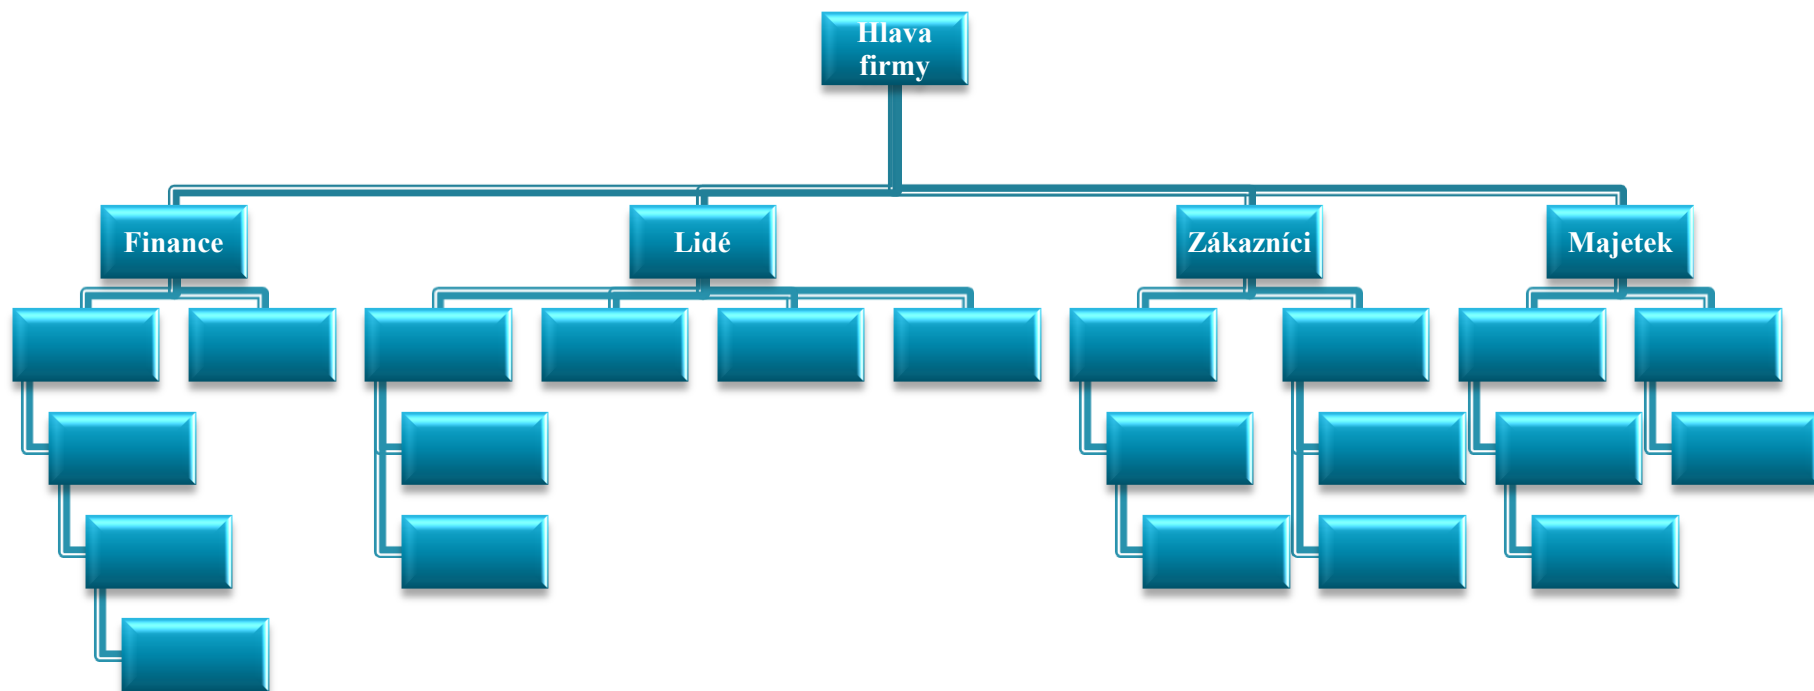 Hlava
firmy
Finance
Lidé
Zákazníci
Majetek